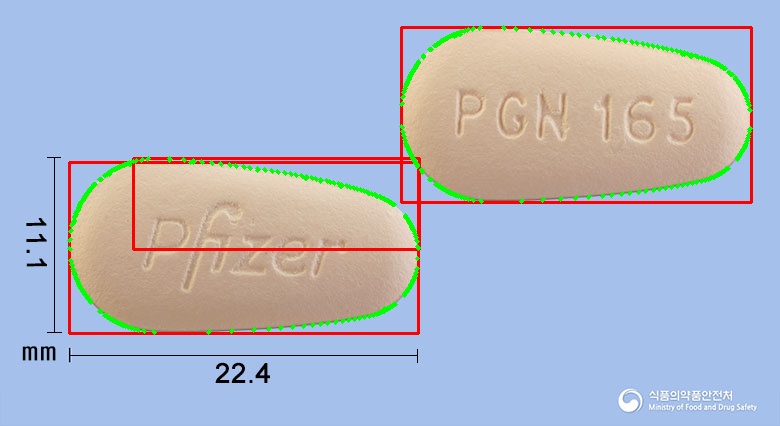 PGN 165
Pfizer
11.1
mm
22.4
식품의약품안전처
Ministry of Food and Drug Safety